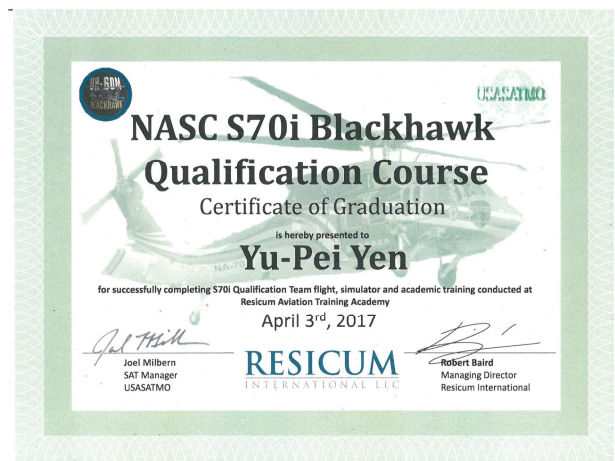 UH-60M
BLACKHAWK
USASATMO
NASC S70i Blackhawk
Qualification Course
Certificate of Graduation
is hereby presented to
Yu-Pei Yen
for successfully completing S70i Qualification Team flight, simulator and academic training conducted at
Resicum Aviation Training Academy
April 3rd, 2017
Joel Milbern
SAT Manager
USASATMO
RESICUM
INTERNATIONAL LLC
Robert Baird
Managing Director
Resicum International